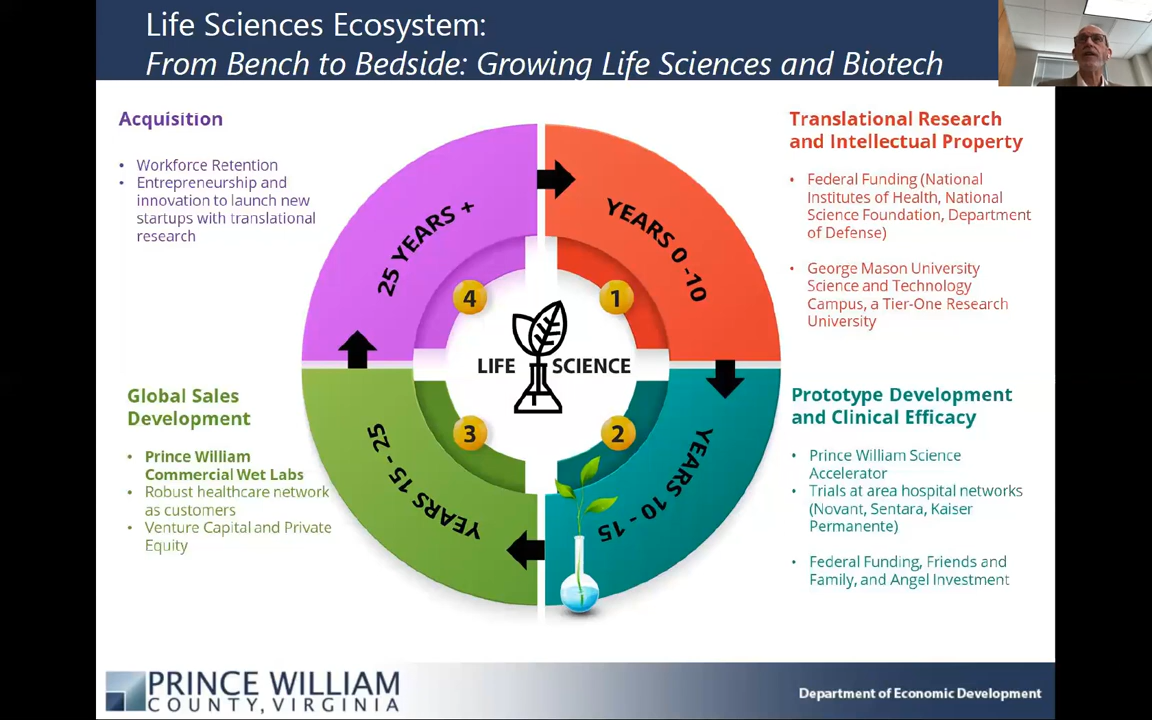 Life Sciences Ecosystem:
From Bench to Bedside: Growing Life Sciences and Biotech
Acquisition
• Workforce Retention
• Entrepreneurship and
innovation to launch new
startups with translational
research
Translational Research
and Intellectual Property
• Federal Funding (National
Institutes of Health, National
Science Foundation, Department
of Defense)
• George Mason University
Science and Technology
Campus, a Tier-One Research
University
25 YEARS +
YEARS 0 -10
4
1
LIFE SCIENCE
3
2
YEARS 15 - 25
YEARS 10 - 15
Global Sales
Development
• Prince William
Commercial Wet Labs
• Robust healthcare network
as customers
• Venture Capital and Private
Equity
Prototype Development
and Clinical Efficacy
• Prince William Science
Accelerator
• Trials at area hospital networks
(Novant, Sentara, Kaiser
Permanente)
• Federal Funding, Friends and
Family, and Angel Investment
PRINCE WILLIAM
COUNTY, VIRGINIA
Department of Economic Development